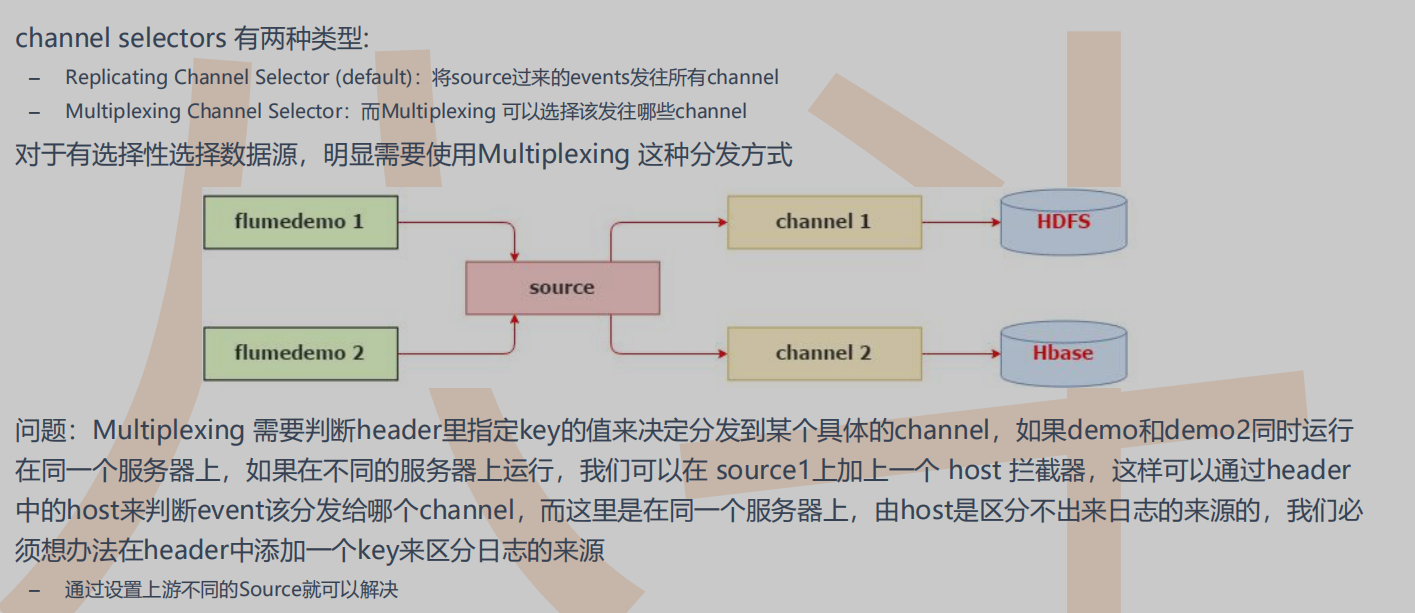 channel selectors 有两种类型:
– Replicating Channel Selector (default)：将source过来的events发往所有channel
– Multiplexing Channel Selector：而Multiplexing 可以选择该发往哪些channel
对于有选择性选择数据源，明显需要使用Multiplexing 这种分发方式
flumedemo 1
channel 1
HDFS
source
flumedemo 2
channel 2
Hbase
问题：Multiplexing 需要判断header里指定key的值来决定分发到某个具体的channel，如果demo和demo2同时运行
在同一个服务器上，如果在不同的服务器上运行，我们可以在 source1上加上一个 host 拦截器，这样可以通过header
中的host来判断event该分发给哪个channel，而这里是在同一个服务器上，由host是区分不出来日志的来源的，我们必
须想办法在header中添加一个key来区分日志的来源
– 通过设置上游不同的Source就可以解决